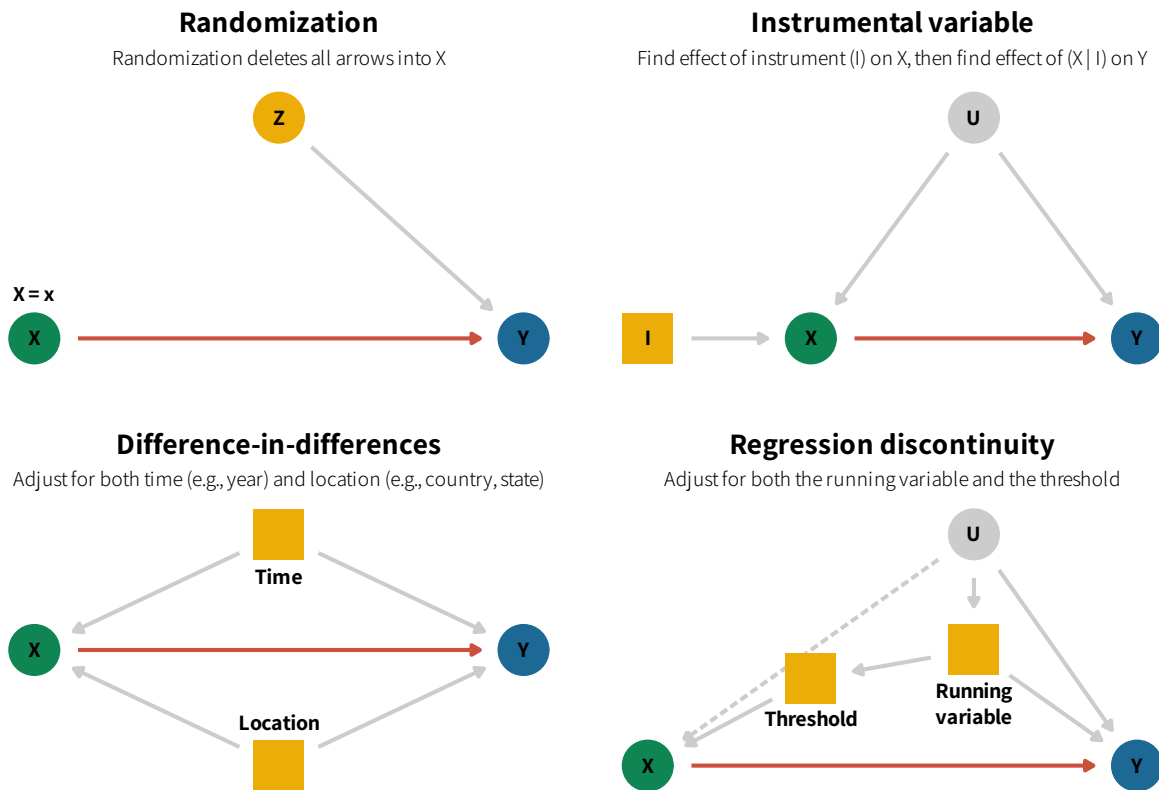 Randomization
Randomization deletes all arrows into X
Z
X = x
X
Y
Instrumental variable
Find effect of instrument (I) on X, then find effect of (X | I) on Y
U
I
X
Y
Difference-in-differences
Adjust for both time (e.g., year) and location (e.g., country, state)
Time
X
Y
Location
Regression discontinuity
Adjust for both the running variable and the threshold
U
Running
variable
Threshold
X
Y